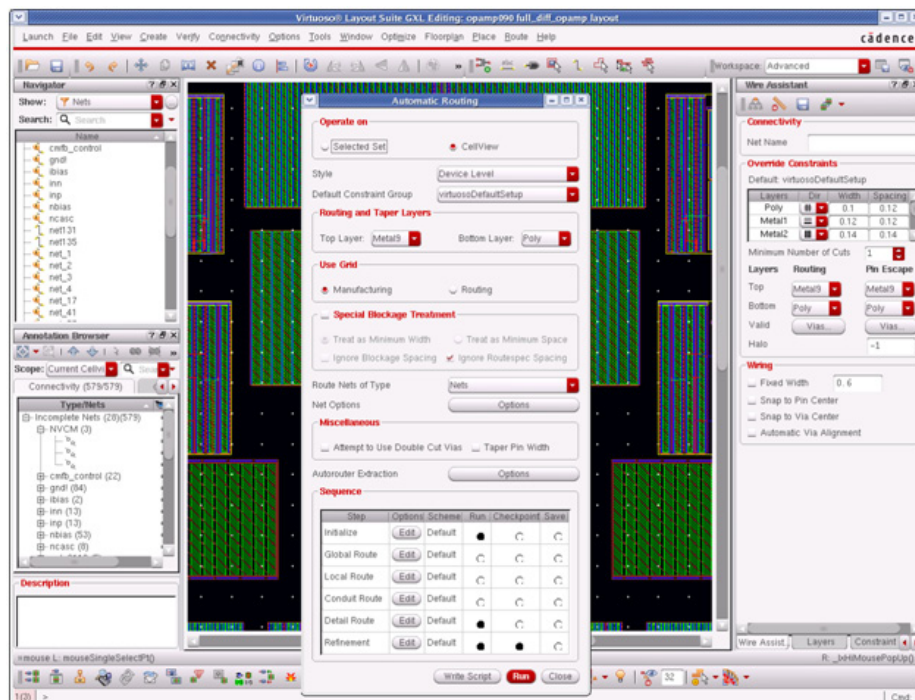 Virtuoso® Layout Suite GXL Editing: opamp090 full_diff_opamp layout
Launch File Edit View Create Verify Connectivity Options Tools Window Optimize Floorplan Place Route Help
cādence
Workspace: Advanced
Navigator
Show: Nets
Search: Search
Name
cmfb_control
gnd!
ibias
inn
inp
nbias
ncasc
net131
net135
net_1
net_2
net_3
net_4
net_17
net_41
Annotation Browser
Scope: Current Cellvi
Connectivity (579/579)
Type/Nets
Incomplete Nets (28)(579)
NVCM (3)
cmfb_control (22)
gnd! (84)
ibias (2)
inn (13)
inp (13)
nbias (53)
ncasc (8)
Description
Automatic Routing
Operate on
Selected Set CellView
Style Device Level
Default Constraint Group virtuosoDefaultSetup
Routing and Taper Layers
Top Layer: Metal9 Bottom Layer: Poly
Use Grid
Manufacturing Routing
Special Blockage Treatment
Treat as Minimum Width Treat as Minimum Space
Ignore Blockage Spacing Ignore Routespec Spacing
Route Nets of Type Nets
Net Options Options
Miscellaneous
Attempt to Use Double Cut Vias Taper Pin Width
Autorouter Extraction Options
Sequence
Step Options Scheme Run Checkpoint Save
Initialize Edit Default
Global Route Edit Default
Local Route Edit Default
Conduit Route Edit Default
Detail Route Edit Default
Refinement Edit Default
Write Script Run Close
Wire Assistant
Connectivity
Net Name
Override Constraints
Default: virtuosoDefaultSetup
Layers Dir Width Spacing
Poly 0.1 0.12
Metal1 0.12 0.12
Metal2 0.14 0.14
Minimum Number of Cuts 1
Layers Routing Pin Escape
Top Metal9 Metal9
Bottom Poly Poly
Valid Vias... Vias...
Halo -1
Wiring
Fixed Width 0.6
Snap to Pin Center
Snap to Via Center
Automatic Via Alignment
Wire Assist. Layers Constraint
mouse L: mouseSingleSelectPt()
R: _lxHiMousePopUp()
32
1(2) >
Cmd: